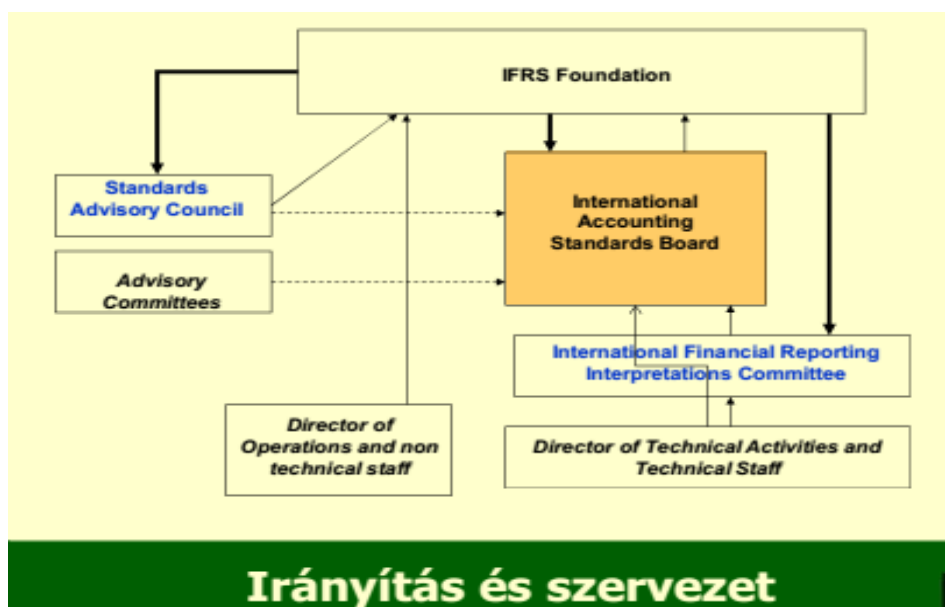 IFRS Foundation
Standards
Advisory Council
International
Accounting
Standards Board
Advisory
Committees
International Financial Reporting
Interpretations Committee
Director of
Operations and non
technical staff
Director of Technical Activities and
Technical Staff
Irányítás és szervezet